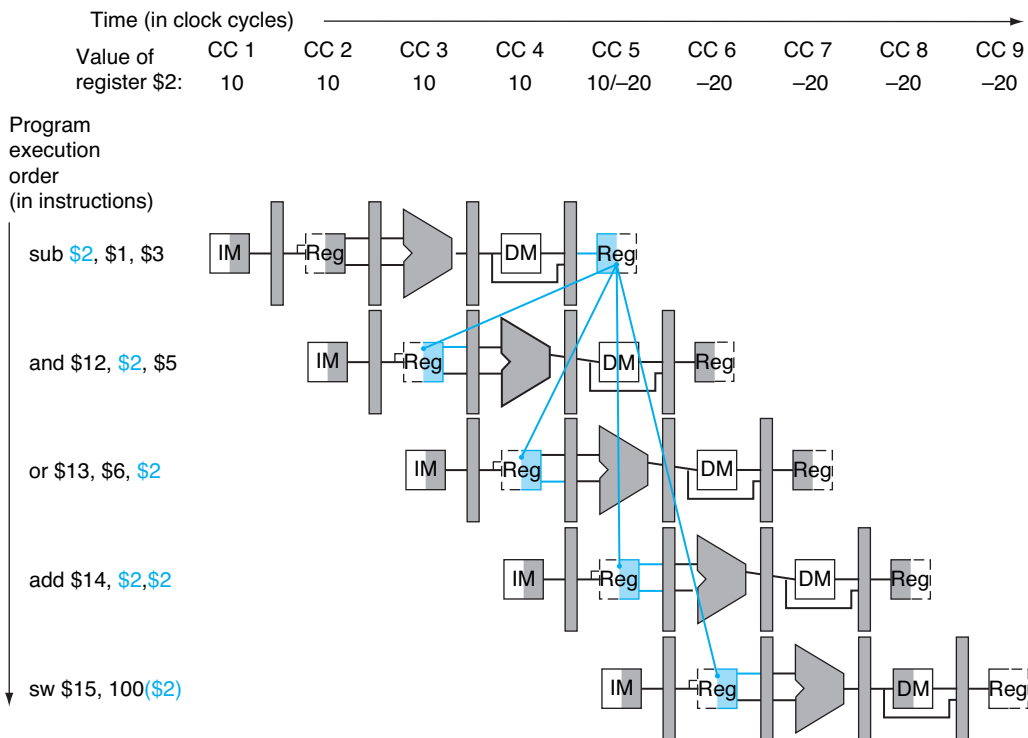 Time (in clock cycles)
CC 1 CC 2 CC 3 CC 4 CC 5 CC 6 CC 7 CC 8 CC 9
Value of
register $2: 10 10 10 10 10/–20 –20 –20 –20 –20
Program
execution
order
(in instructions)
sub $2, $1, $3 IM Reg DM Reg
and $12, $2, $5 IM Reg DM Reg
or $13, $6, $2 IM Reg DM Reg
add $14, $2,$2 IM Reg DM Reg
sw $15, 100($2) IM Reg DM Reg